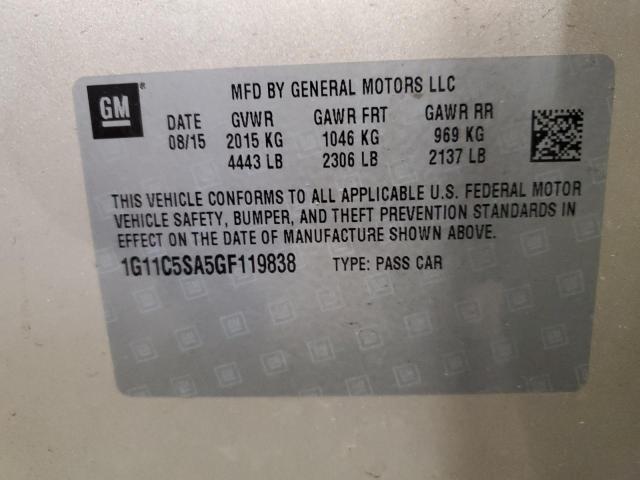 GM MFD BY GENERAL MOTORS LLC
DATE GVWR GAWR FRT GAWR RR
08/15 2015 KG 1046 KG 969 KG
4443 LB 2306 LB 2137 LB
THIS VEHICLE CONFORMS TO ALL APPLICABLE U.S. FEDERAL MOTOR
VEHICLE SAFETY, BUMPER, AND THEFT PREVENTION STANDARDS IN
EFFECT ON THE DATE OF MANUFACTURE SHOWN ABOVE.
1G11C5SA5GF119838 TYPE: PASS CAR